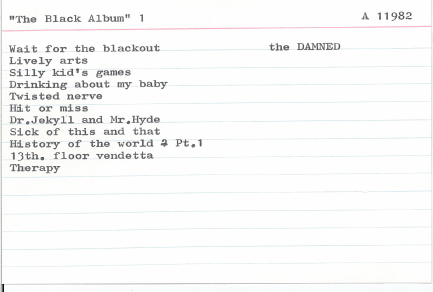 "The Black Album" 1 A 11982
Wait for the blackout the DAMNED
Lively arts
Silly kid's games
Drinking about my baby
Twisted nerve
Hit or miss
Dr.Jekyll and Mr.Hyde
Sick of this and that
History of the world Pt.1
13th. floor vendetta
Therapy